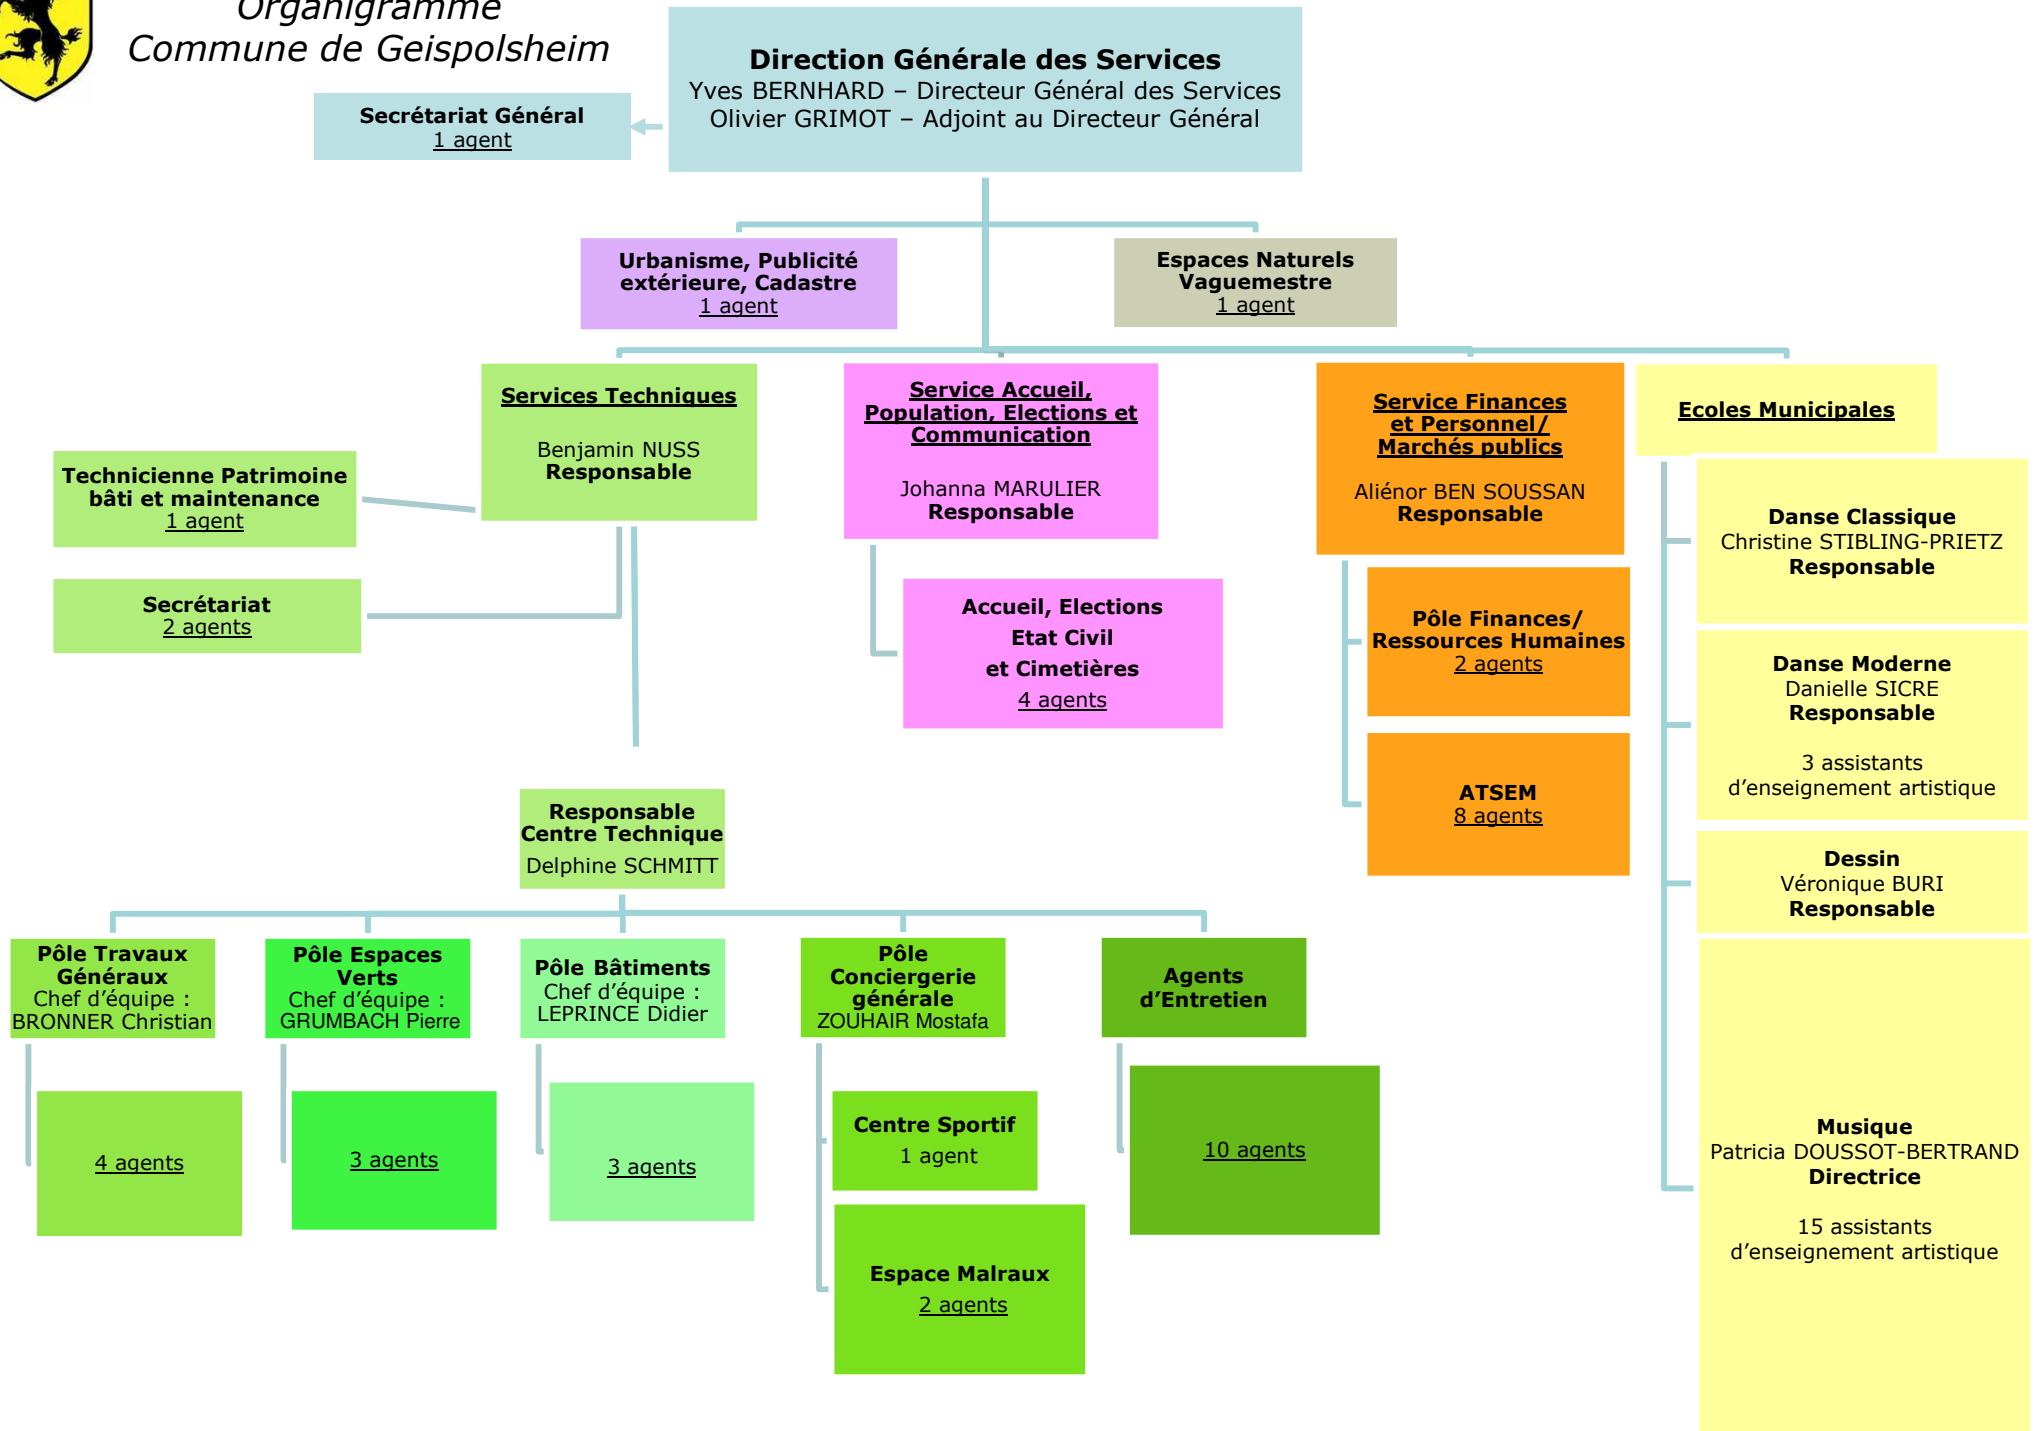 Organigramme
Commune de Geispolsheim
Direction Générale des Services
Yves BERNHARD – Directeur Général des Services
Olivier GRIMOT – Adjoint au Directeur Général
Secrétariat Général
1 agent
Urbanisme, Publicité
extérieure, Cadastre
1 agent
Espaces Naturels
Vaguemestre
1 agent
Services Techniques
Benjamin NUSS
Responsable
Service Accueil,
Population, Elections et
Communication
Johanna MARULIER
Responsable
Service Finances
et Personnel/
Marchés publics
Aliénor BEN SOUSSAN
Responsable
Ecoles Municipales
Technicienne Patrimoine
bâti et maintenance
1 agent
Secrétariat
2 agents
Accueil, Elections
Etat Civil
et Cimetières
4 agents
Pôle Finances/
Ressources Humaines
2 agents
ATSEM
8 agents
Danse Classique
Christine STIBLING-PRIETZ
Responsable
Danse Moderne
Danielle SICRE
Responsable
3 assistants
d’enseignement artistique
Dessin
Véronique BURI
Responsable
Musique
Patricia DOUSSOT-BERTRAND
Directrice
15 assistants
d’enseignement artistique
Responsable
Centre Technique
Delphine SCHMITT
Pôle Travaux
Généraux
Chef d’équipe :
BRONNER Christian
4 agents
Pôle Espaces
Verts
Chef d’équipe :
GRUMBACH Pierre
3 agents
Pôle Bâtiments
Chef d’équipe :
LEPRINCE Didier
3 agents
Pôle
Conciergerie
générale
ZOUHAIR Mostafa
Centre Sportif
1 agent
Espace Malraux
2 agents
Agents
d’Entretien
10 agents